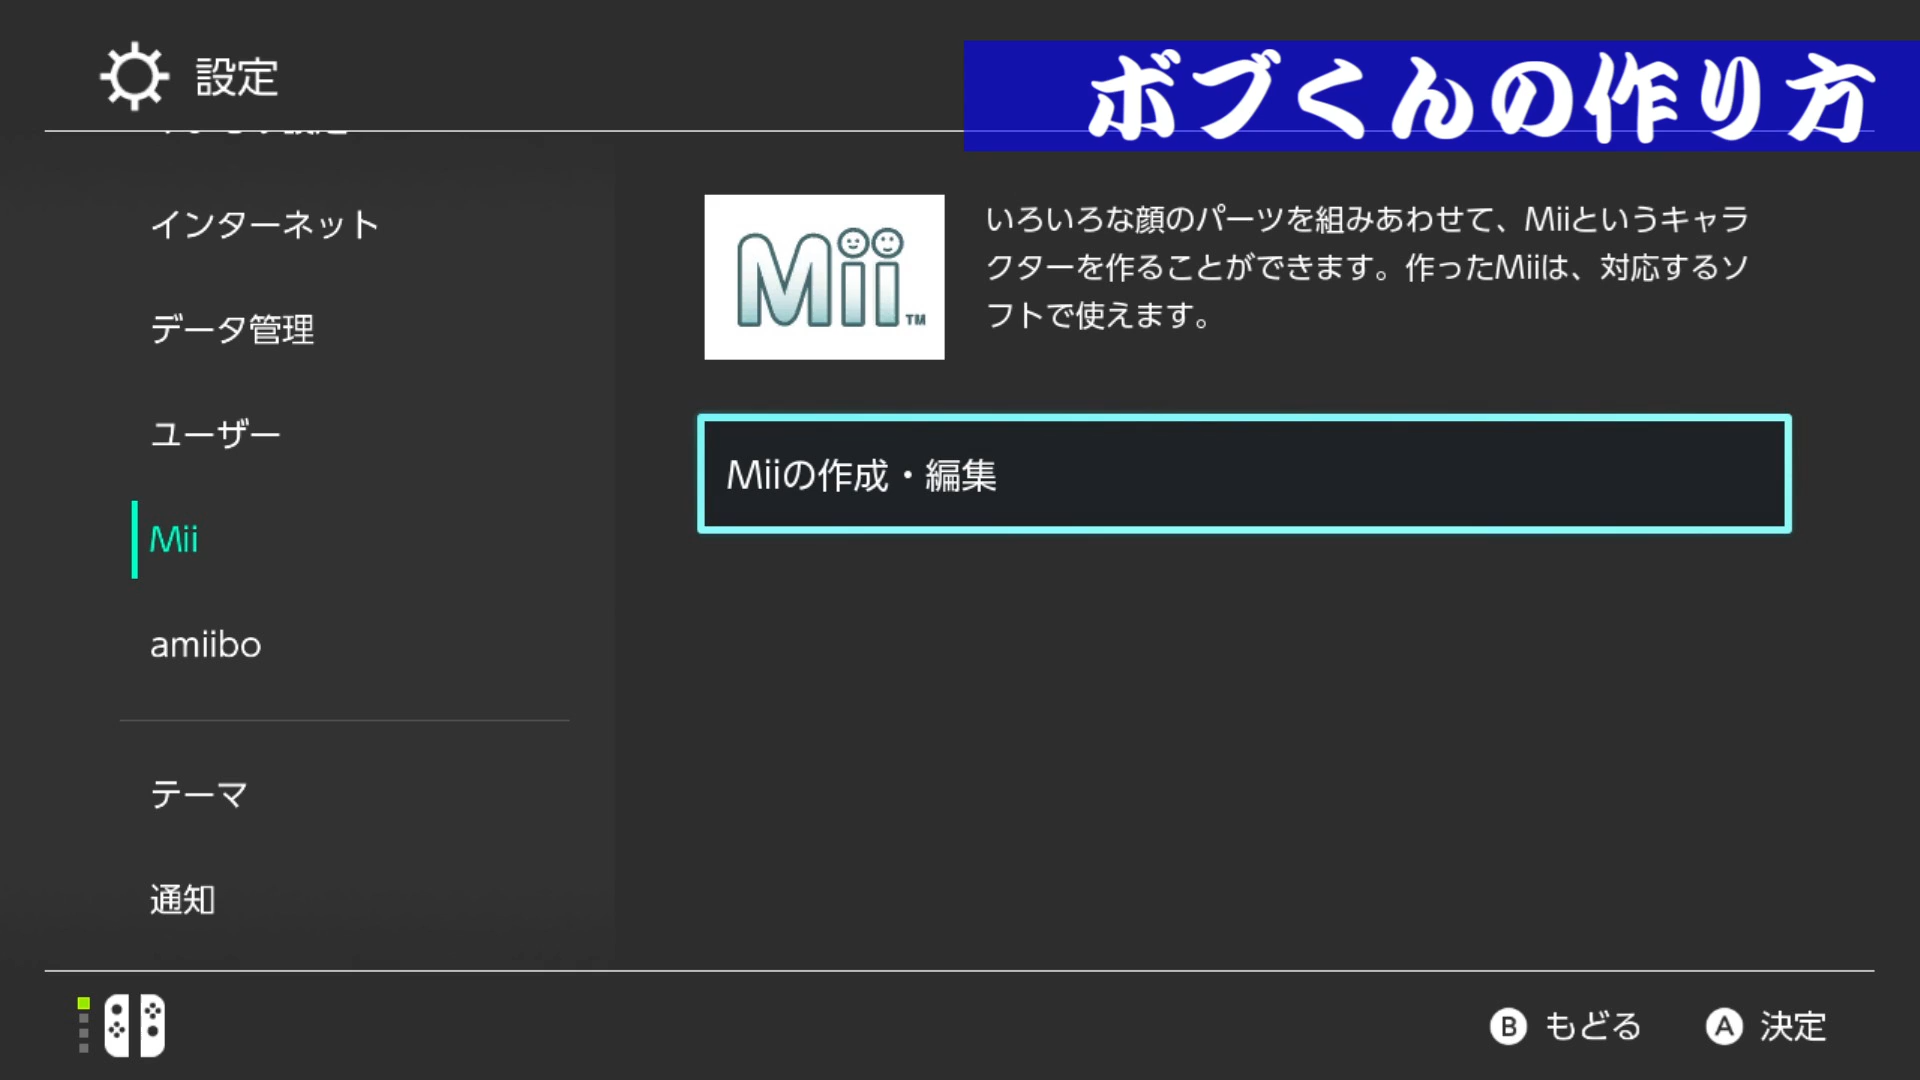 設定
ボブくんの作り方
インターネット
データ管理
ユーザー
Mii
amiibo
テーマ
通知
Mii™
いろいろな顔のパーツを組みあわせて、Miiというキャラ
クターを作ることができます。作ったMiiは、対応するソ
フトで使えます。
Miiの作成・編集
B もどる
A 決定